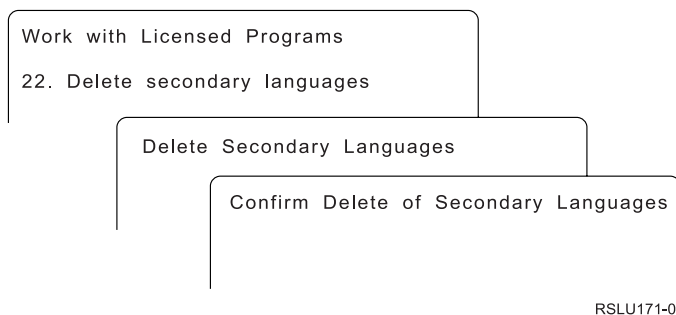 Work with Licensed Programs
22. Delete secondary languages
Delete Secondary Languages
Confirm Delete of Secondary Languages
RSLU171-0